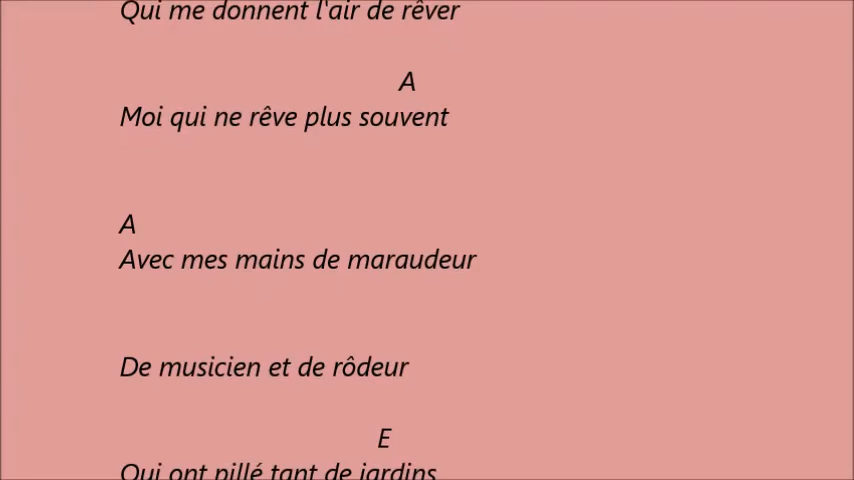 Qui me donnent l'air de rêver
A
Moi qui ne rêve plus souvent
A
Avec mes mains de maraudeur
De musicien et de rôdeur
E
Qui ont pillé tant de jardins